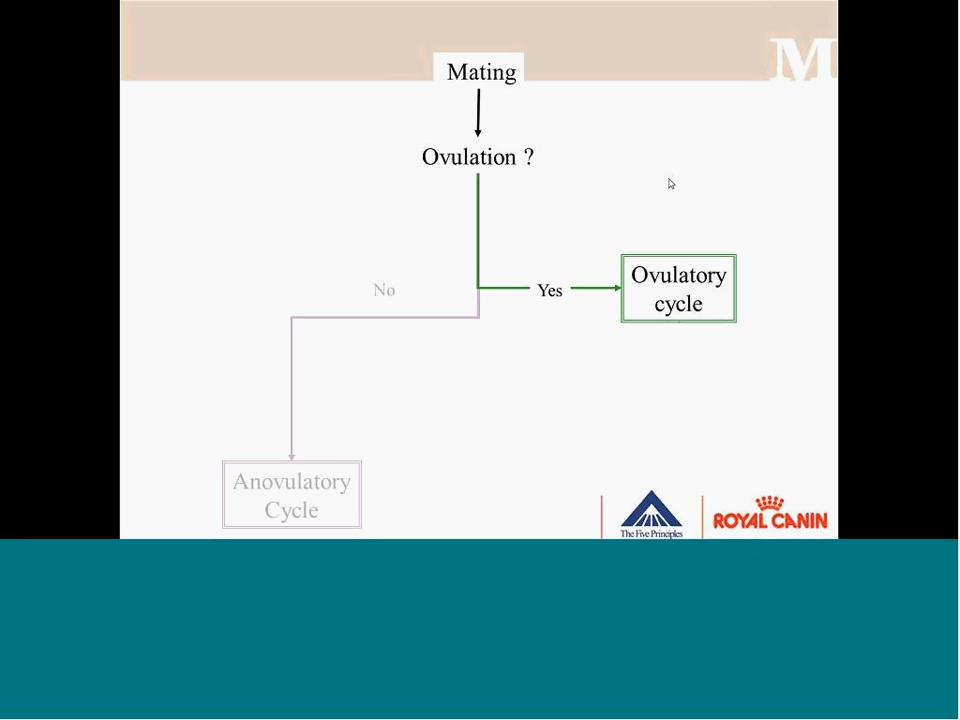 M
Mating
Ovulation ?
No
Yes
Ovulatory
cycle
Anovulatory
Cycle
The Five Principles
ROYAL CANIN